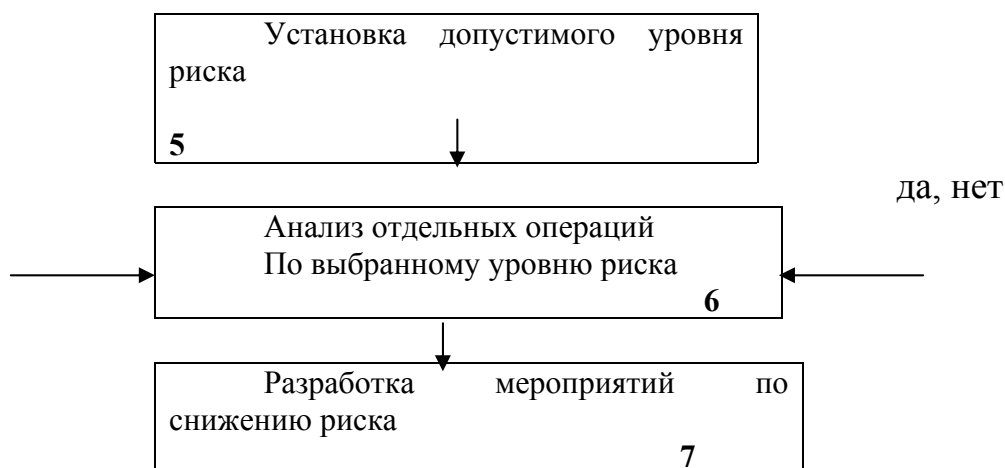 Установка допустимого уровня
риска
5
да, нет
Анализ отдельных операций
По выбранному уровню риска
6
Разработка мероприятий по
снижению риска
7